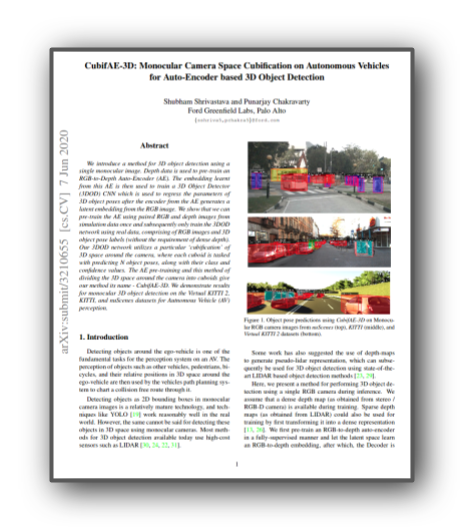 CubifAE-3D: Monocular Camera Space Cubification on Autonomous Vehicles
for Auto-Encoder based 3D Object Detection
Shubham Shrivastava and Punarjay Chakravarty
Ford Greenfield Labs, Palo Alto
arXiv:submit/3210655 [cs.CV] 7 Jun 2020
Abstract
We introduce a method for 3D object detection using a
single monocular image. Depth data is used to pre-train an
RGB-to-Depth Auto-Encoder (AE). The embedding learnt
from this AE is then used to train a 3D Object Detector
(3DOD) CNN which is used to regress the parameters of
3D object poses after the encoder from the AE generates a
latent embedding from the RGB image. We show that we can
pre-train the AE using paired RGB and depth images from
simulation data once and subsequently only train the 3DOD
network using real data, comprising of RGB images and 3D
object pose labels (without the requirement of dense depth).
Our 3DOD network utilizes a particular 'cubification' of
3D space around the camera, where each cuboid is tasked
with predicting N object poses, along with their class and
confidence values. The AE pre-training and this method of
dividing the 3D space around the camera into cuboids give
our method its name - CubifAE-3D. We demonstrate results
for monocular 3D object detection on the Virtual KITTI 2,
KITTI, and nuScenes datasets for Autonomous Vehicle (AV)
perception.
1. Introduction
Detecting objects around the ego-vehicle is one of the
fundamental tasks for the perception system on an AV. The
perception of objects such as other vehicles, pedestrians, bi-
cycles, and their relative positions in 3D space around the
ego-vehicle are then used by the vehicles path planning sys-
tem to chart a collision free route through it.
Detecting objects as 2D bounding boxes in monocular
camera images is a relatively mature technology, and tech-
niques like YOLO [19] work reasonably well in the real
world. However, the same cannot be said for detecting these
objects in 3D space using monocular cameras. Most meth-
ods for 3D object detection available today use high-cost
sensors such as LIDAR
Figure 1. Object pose predictions using CubifAE-3D on Monocu-
lar RGB camera images from nuScenes (top), KITTI (middle), and
Virtual KITTI 2 datasets (bottom).
Some work has also suggested the use of depth-maps
to generate pseudo-lidar representation, which can subse-
quently be used for 3D object detection using state-of-the-
art LIDAR based object detection methods
Here, we present a method for performing 3D object de-
tection using a single RGB camera during inference. We
assume that a dense depth map (as obtained from stereo /
RGB-D camera) is available during training. Sparse depth
maps (as obtained from LIDAR) could also be used for
training by first transforming it into a dense representation
We first pre-train an RGB-to-depth auto-encoder
in a fully-supervised manner and let the latent space learn
an RGB-to-depth embedding, after which, the Decoder is
1